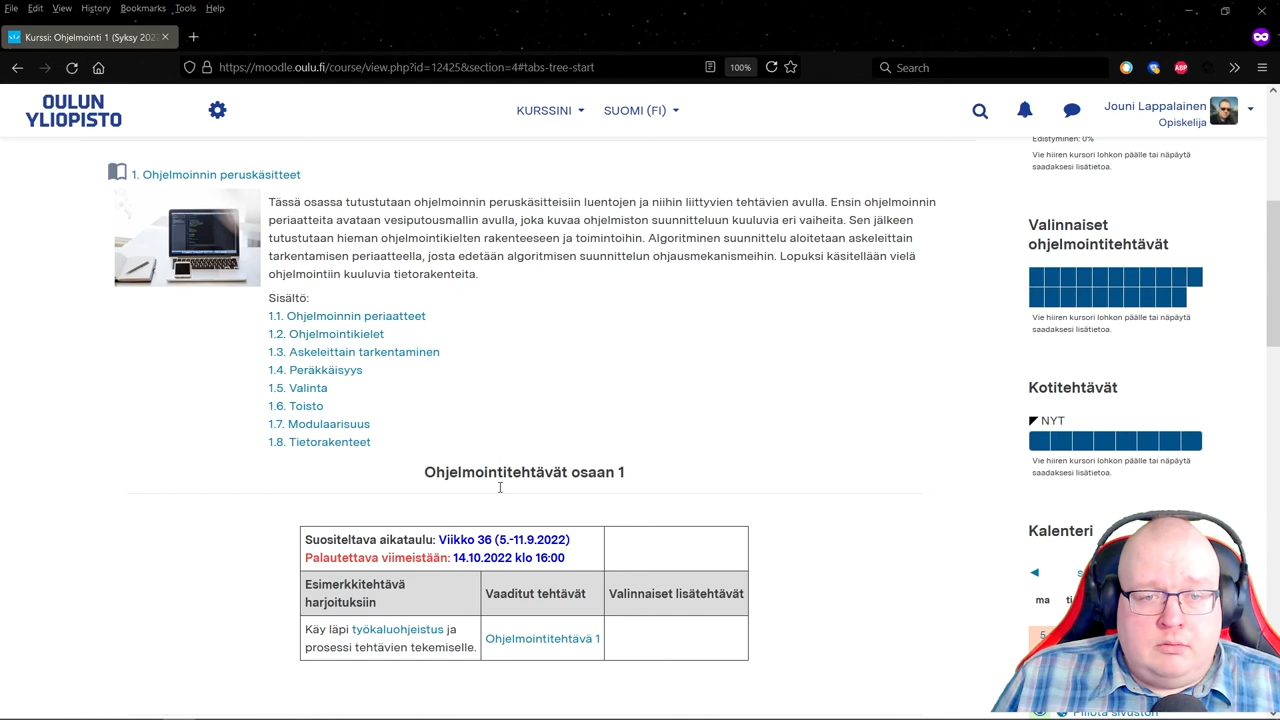 File Edit View History Bookmarks Tools Help
Kurssi: Ohjelmointi 1 (Syksy 202
https://moodle.oulu.fi/course/view.php?id=12425&section=4#tabs-tree-start
100%
Search
ABP
OULUN
YLIOPISTO
KURSSINI
SUOMI (FI)
Jouni Lappalainen
Opiskelija
1. Ohjelmoinnin peruskäsitteet
Tässä osassa tutustutaan ohjelmoinnin peruskäsitteisiin luentojen ja niihin liittyvien tehtävien avulla. Ensin ohjelmoinnin
periaatteita avataan vesiputousmallin avulla, joka kuvaa ohjelmiston suunnitteluun kuuluvia eri vaiheita. Sen jälkeen
tutustutaan hieman ohjelmointikielten rakenteeseen ja toimintoihin. Algoritminen suunnittelu aloitetaan askeleittain
tarkentamisen periaatteella, josta edetään algoritmisen suunnittelun ohjausmekanismeihin. Lopuksi käsitellään vielä
ohjelmointiin kuuluvia tietorakenteita.
Sisältö:
1.1. Ohjelmoinnin periaatteet
1.2. Ohjelmointikielet
1.3. Askeleittain tarkentaminen
1.4. Peräkkäisyys
1.5. Valinta
1.6. Toisto
1.7. Modulaarisuus
1.8. Tietorakenteet
Ohjelmointitehtävät osaan 1
Suositeltava aikataulu: Viikko 36 (5.-11.9.2022)
Palautettava viimeistään: 14.10.2022 klo 16:00
Esimerkkitehtävä
harjoituksiin
Vaaditut tehtävät
Valinnaiset lisätehtävät
Käy läpi työkaluohjeistus ja
prosessi tehtävien tekemiselle.
Ohjelmointitehtävä 1
Edistyminen: 0%
Vie hiiren kursori lohkon päälle tai näpäytä
saadaksesi lisätietoa.
Valinnaiset
ohjelmointitehtävät
Vie hiiren kursori lohkon päälle tai näpäytä
saadaksesi lisätietoa.
Kotitehtävät
NYT
Vie hiiren kursori lohkon päälle tai näpäytä
saadaksesi lisätietoa.
Kalenteri
ma
5
Piilota sivuston